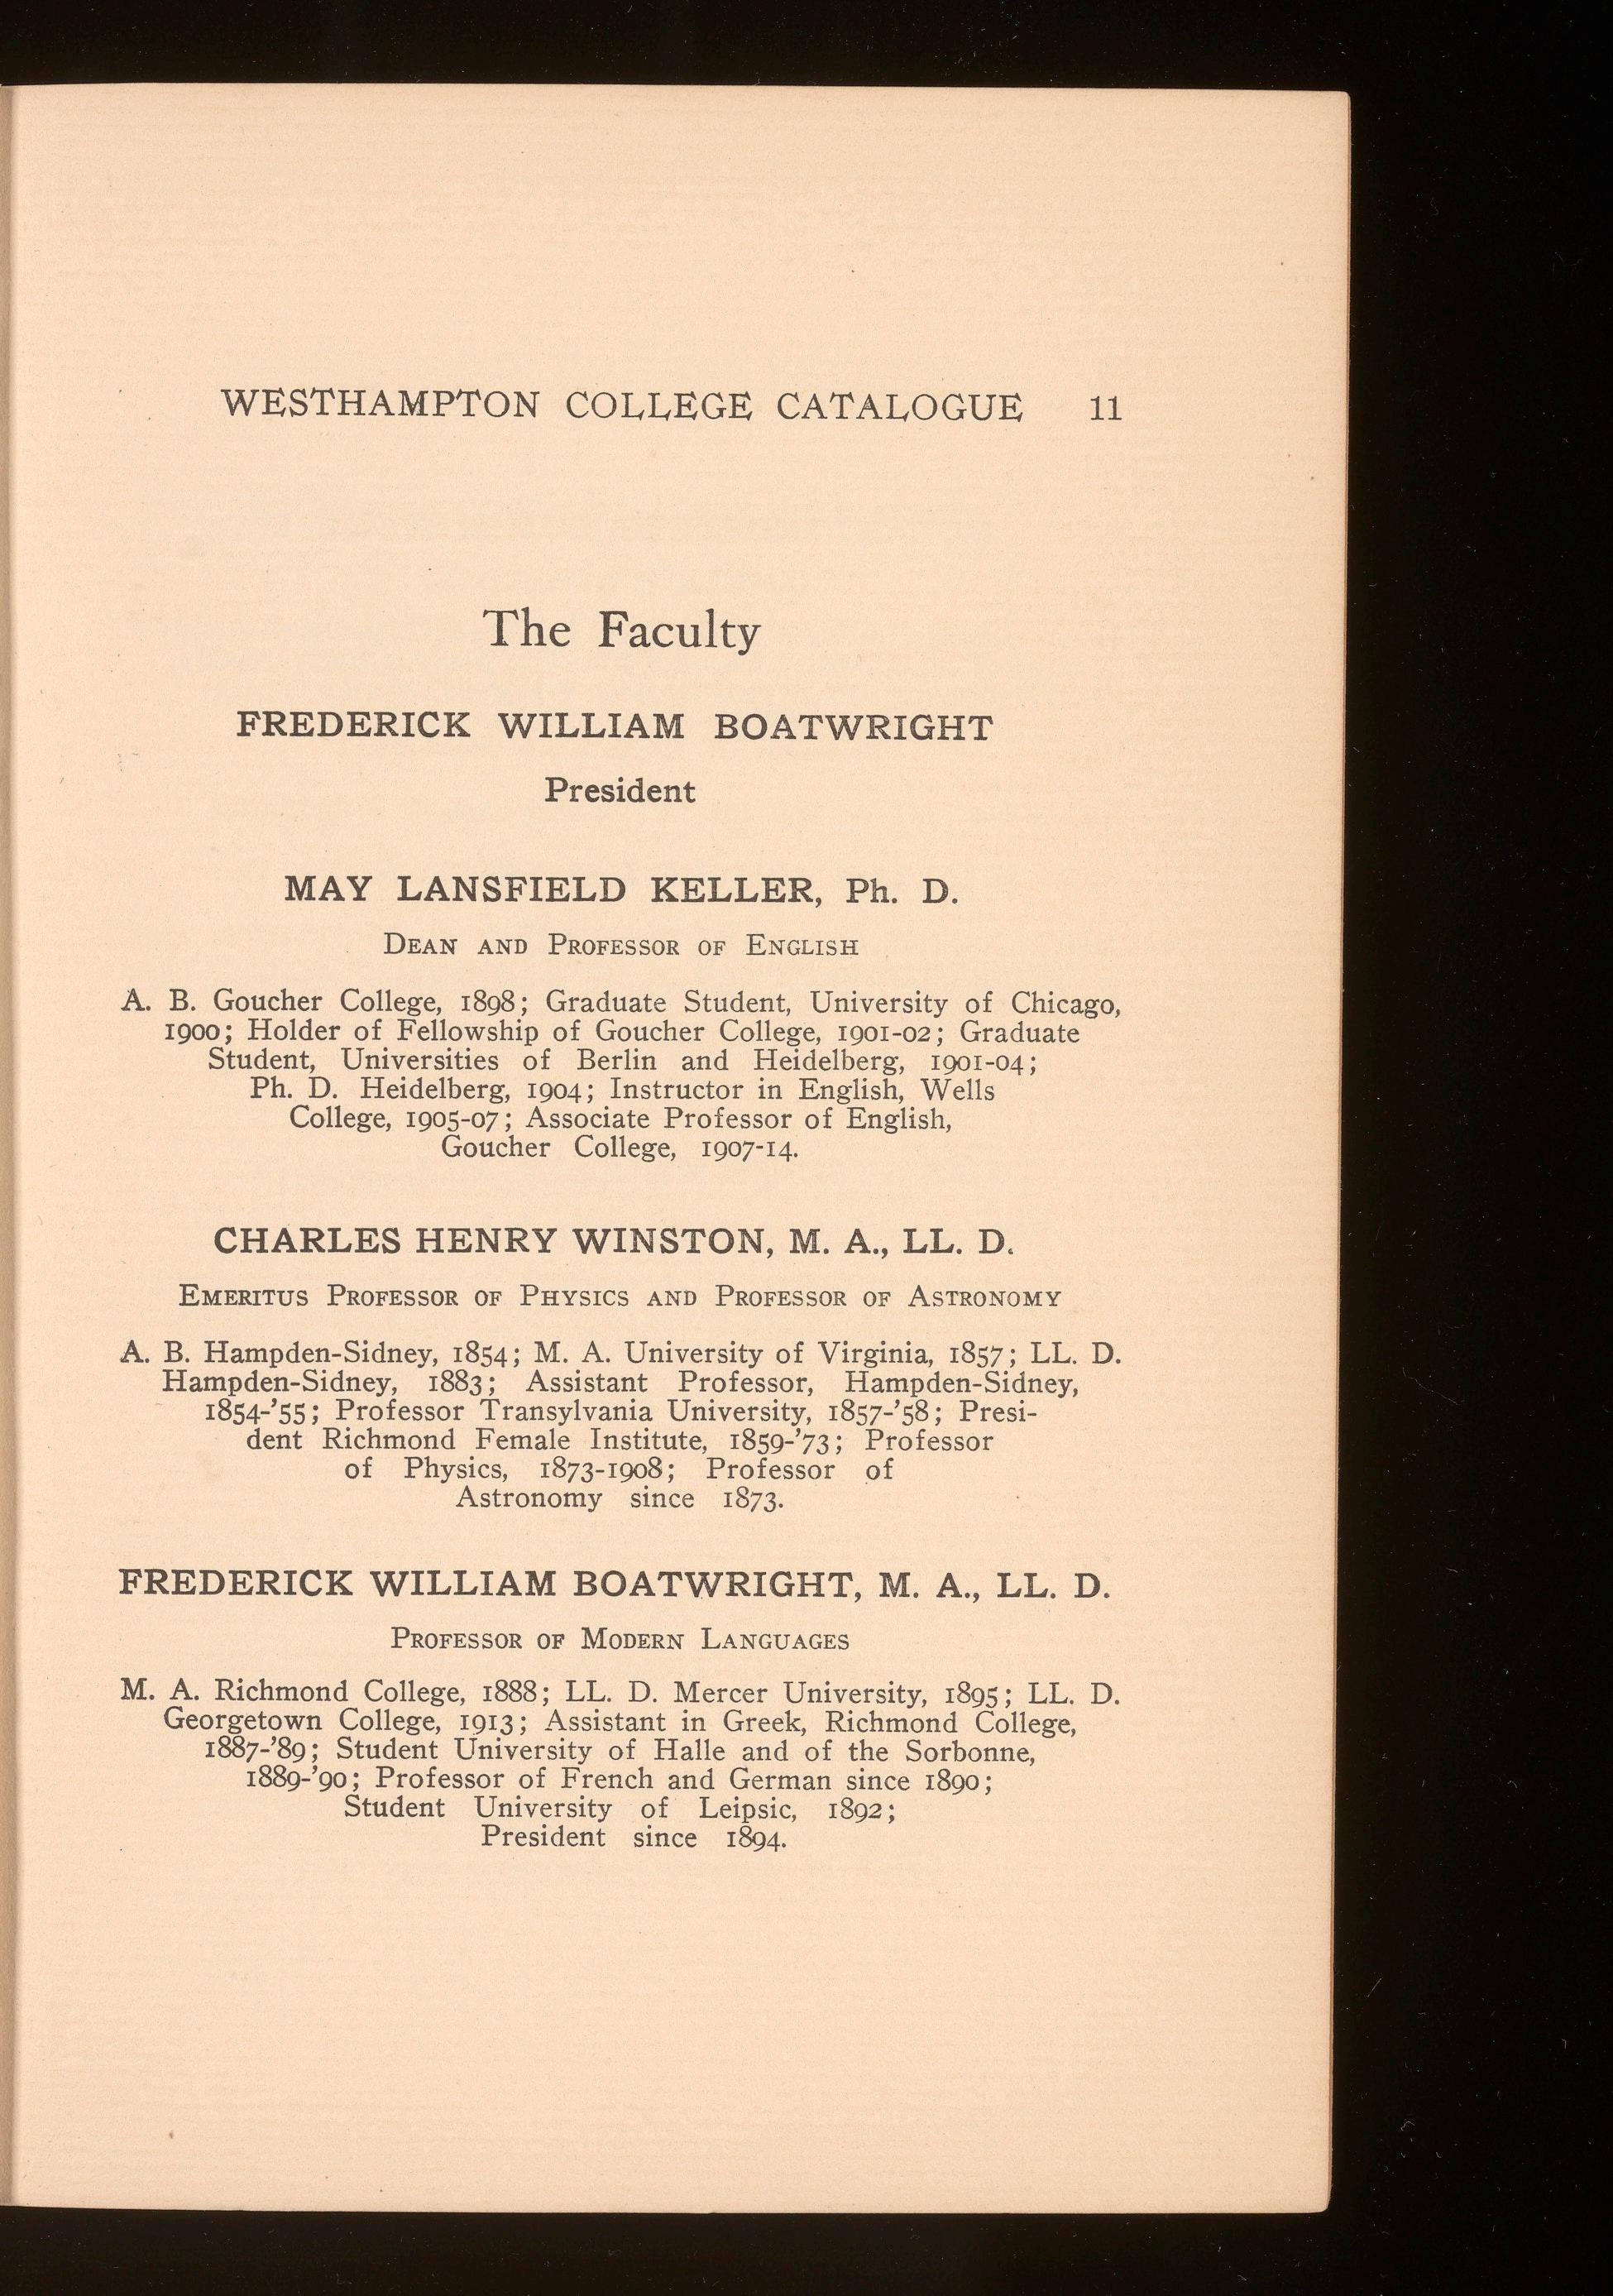 WESTHAMPTON COLLEGE CATALOGUE 11
The Faculty
FREDERICK WILLIAM BOATWRIGHT
President
MAY LANSFIELD KELLER, Ph. D.
DEAN AND PROFESSOR OF ENGLISH
A. B. Goucher College, 1898; Graduate Student, University of Chicago,
1900; Holder of Fellowship of Goucher College, 1901-02; Graduate
Student, Universities of Berlin and Heidelberg, 1901-04;
Ph. D. Heidelberg, 1904; Instructor in English, Wells
College, 1905-07; Associate Professor of English,
Goucher College, 1907-14.
CHARLES HENRY WINSTON, M. A., LL. D.
EMERITUS PROFESSOR OF PHYSICS AND PROFESSOR OF ASTRONOMY
A. B. Hampden-Sidney, 1854; M. A. University of Virginia, 1857; LL. D.
Hampden-Sidney, 1883; Assistant Professor, Hampden-Sidney,
1854-'55; Professor Transylvania University, 1857-'58; Presi-
dent Richmond Female Institute, 1859-'73; Professor
of Physics, 1873-1908; Professor of
Astronomy since 1873.
FREDERICK WILLIAM BOATWRIGHT, M. A., LL. D.
PROFESSOR OF MODERN LANGUAGES
M. A. Richmond College, 1888; LL. D. Mercer University, 1895; LL. D.
Georgetown College, 1913; Assistant in Greek, Richmond College,
1887-'89; Student University of Halle and of the Sorbonne,
1889-'90; Professor of French and German since 1890;
Student University of Leipsic, 1892;
President since 1894.